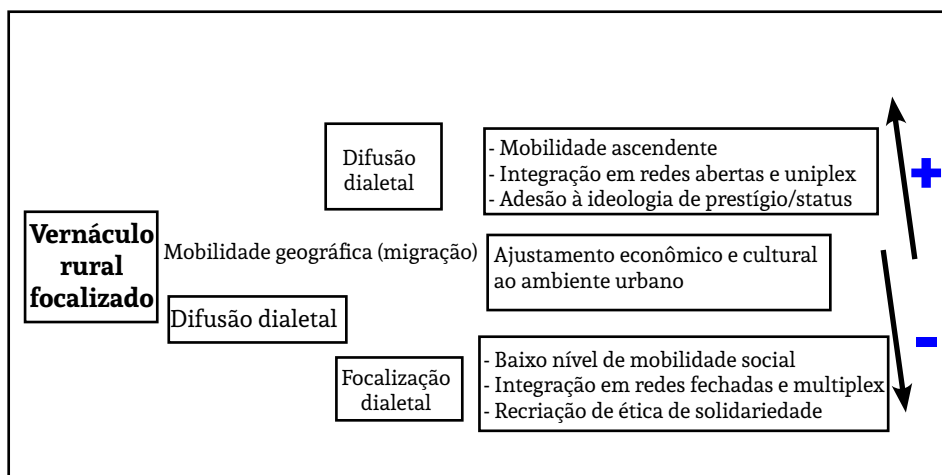 Difusão
dialetal
- Mobilidade ascendente
- Integração em redes abertas e uniplex
- Adesão à ideologia de prestígio/status
+
Vernáculo
rural
focalizado
Mobilidade geográfica (migração)
Ajustamento econômico e cultural
ao ambiente urbano
Difusão dialetal
-
Focalização
dialetal
- Baixo nível de mobilidade social
- Integração em redes fechadas e multiplex
- Recriação de ética de solidariedade